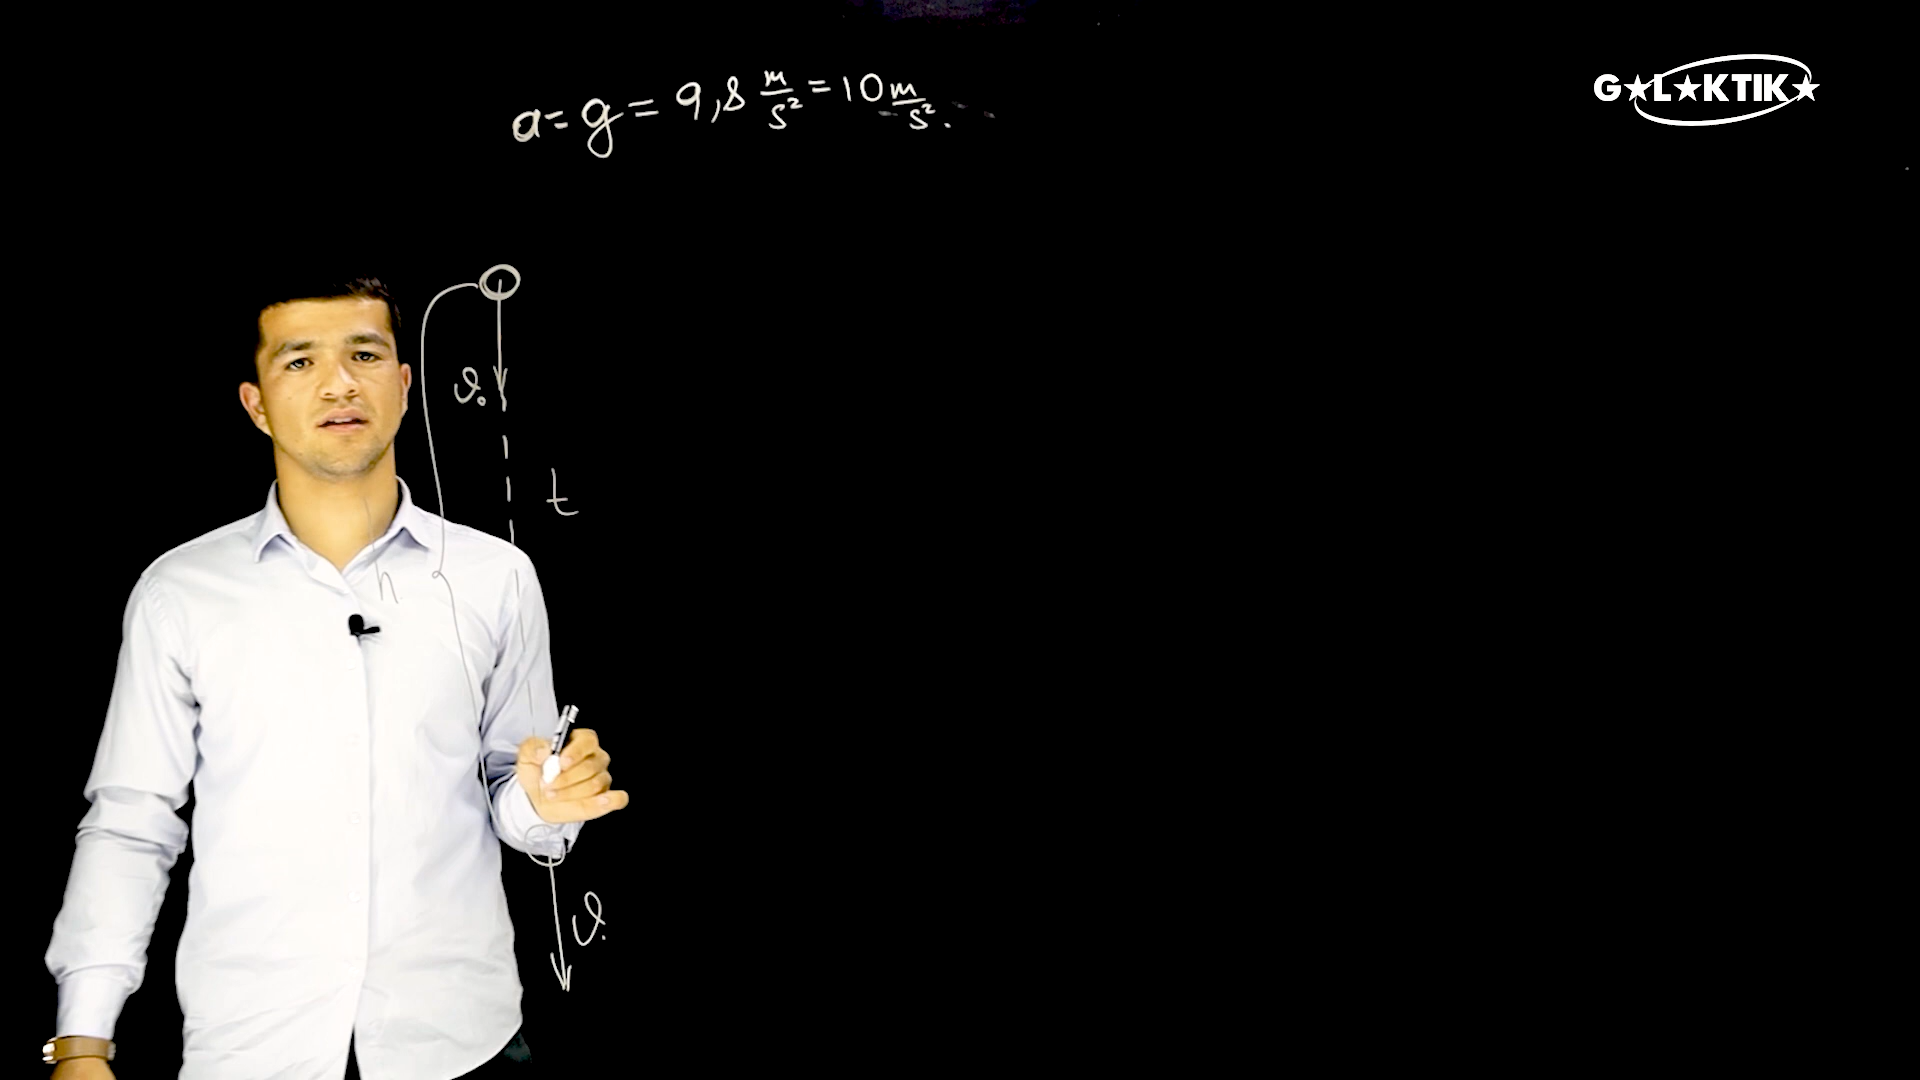 G★L★KTIK★
a = g = 9,8 m/s² = 10 m/s².
ϑ₀
t
h
ϑ.